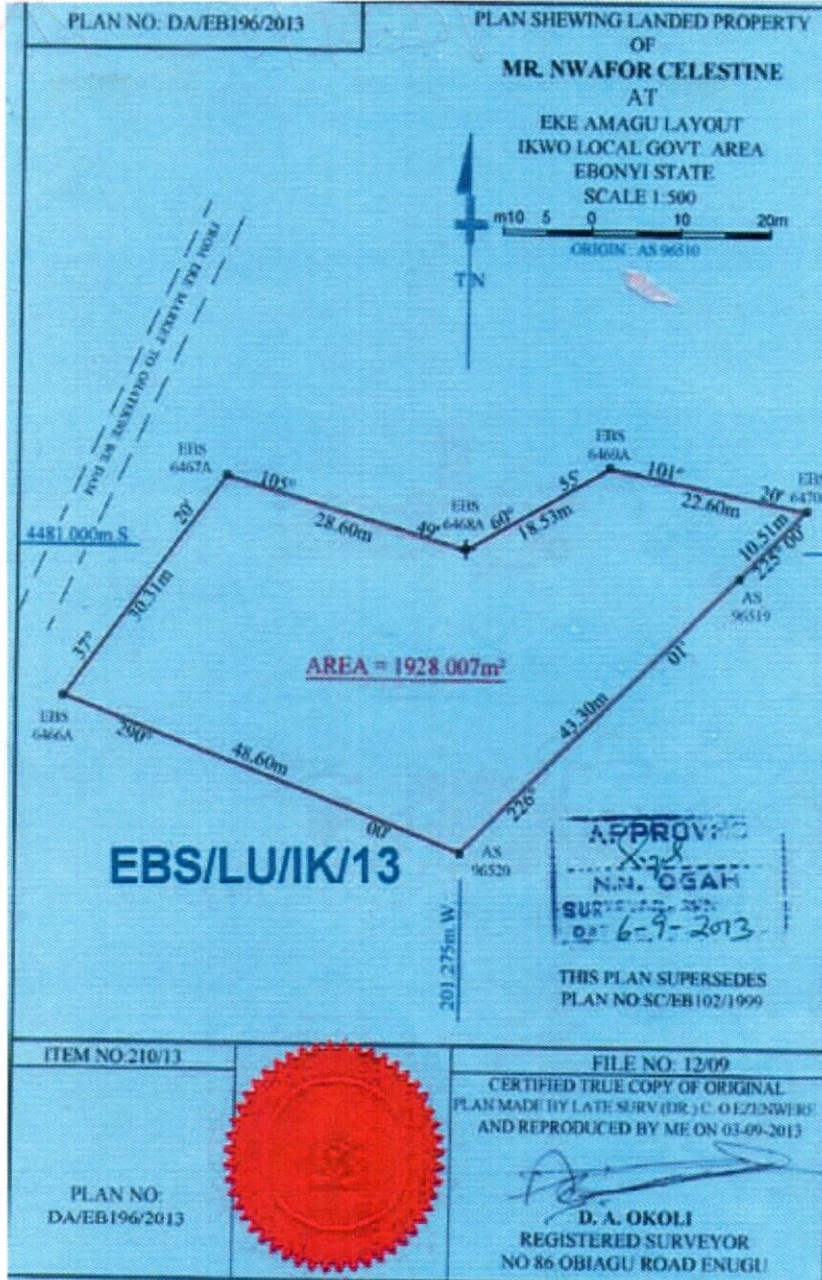 PLAN NO: DA/EB196/2013
PLAN SHEWING LANDED PROPERTY
OF
MR. NWAFOR CELESTINE
AT
EKE AMAGU LAYOUT
IKWO LOCAL GOVT. AREA
EBONYI STATE
SCALE 1:500
m10 5 0 10 20m
ORIGIN: AS 96510
TN
FROM EKE MARKET TO DAM
EBS
6467A
105° 49'
28.60m
EBS
6468A
60° 55'
18.53m
EBS
6469A
101° 20'
22.60m
EBS
6470
10.51m
225° 00'
AS
96519
4481.000m.S
20'
30.31m
37°
AREA = 1928.007m²
01'
43.30m
226°
EBS
6466A
290°
48.60m
00'
AS
96520
EBS/LU/IK/13
201.275m.W
APPROVED
N.N. OGAH
6-9-2013
THIS PLAN SUPERSEDES
PLAN NO:SC/EB102/1999
ITEM NO:210/13
PLAN NO:
DA/EB196/2013
FILE NO: 12/09
CERTIFIED TRUE COPY OF ORIGINAL
PLAN MADE BY LATE SURV (DR.) C. O EZENWERE
AND REPRODUCED BY ME ON 03-09-2013
D. A. OKOLI
REGISTERED SURVEYOR
NO 86 OBIAGU ROAD ENUGU